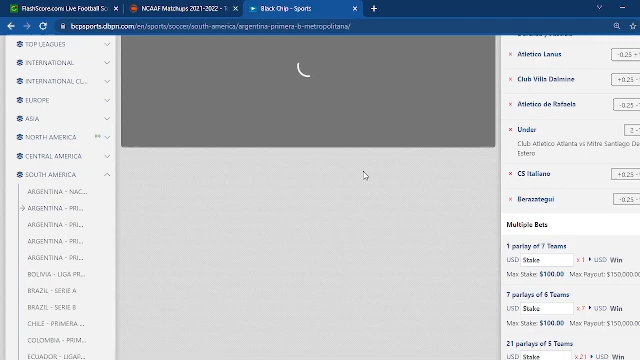 FlashScore.com: Live Football Sc
NCAAF Matchups 2021-2022 - T
Black Chip - Sports
bcpsports.dbpn.com/en/sports/soccer/south-america/argentina-primera-b-metropolitana/
TOP LEAGUES
INTERNATIONAL
INTERNATIONAL CL...
EUROPE
ASIA
NORTH AMERICA
CENTRAL AMERICA
SOUTH AMERICA
ARGENTINA - NAC...
ARGENTINA - PRI...
ARGENTINA - PRI...
ARGENTINA - PRI...
ARGENTINA - PRI...
BOLIVIA - LIGA PR...
BRAZIL - SERIE A
BRAZIL - SERIE B
CHILE - PRIMERA ...
COLOMBIA - PRIM...
ECUADOR - LIGAP...
Atletico Lanus
-0.25 +
Club Villa Dalmine
+0.25 -
Atletico de Rafaela
-0.25 -
Under
2 -
Club Atletico Atlanta vs Mitre Santiago De
Estero
CS Italiano
+0.25 -
Berazategui
-0.25 -
Multiple Bets
1 parlay of 7 Teams
USD Stake x 1 USD Win
Max Stake: $100.00 Max Payout: $150,000.
7 parlays of 6 Teams
USD Stake x 7 USD Win
Max Stake: $100.00 Max Payout: $150,000
21 parlays of 5 Teams
USD Stake x 21 USD Win